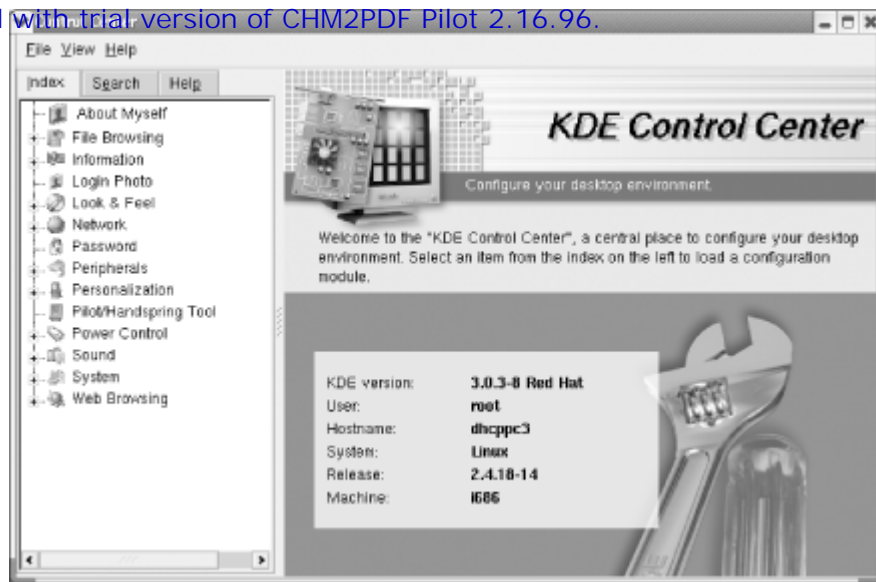 with trial version of CHM2PDF Pilot 2.16.96.
File View Help
Index Search Help
About Myself
File Browsing
Information
Login Photo
Look & Feel
Network
Password
Peripherals
Personalization
Pilot/Handspring Tool
Power Control
Sound
System
Web Browsing
KDE Control Center
Configure your desktop environment.
Welcome to the "KDE Control Center", a central place to configure your desktop
environment. Select an item from the index on the left to load a configuration
module.
KDE version: 3.0.3-8 Red Hat
User: root
Hostname: dhcppc3
System: Linux
Release: 2.4.18-14
Machine: i686